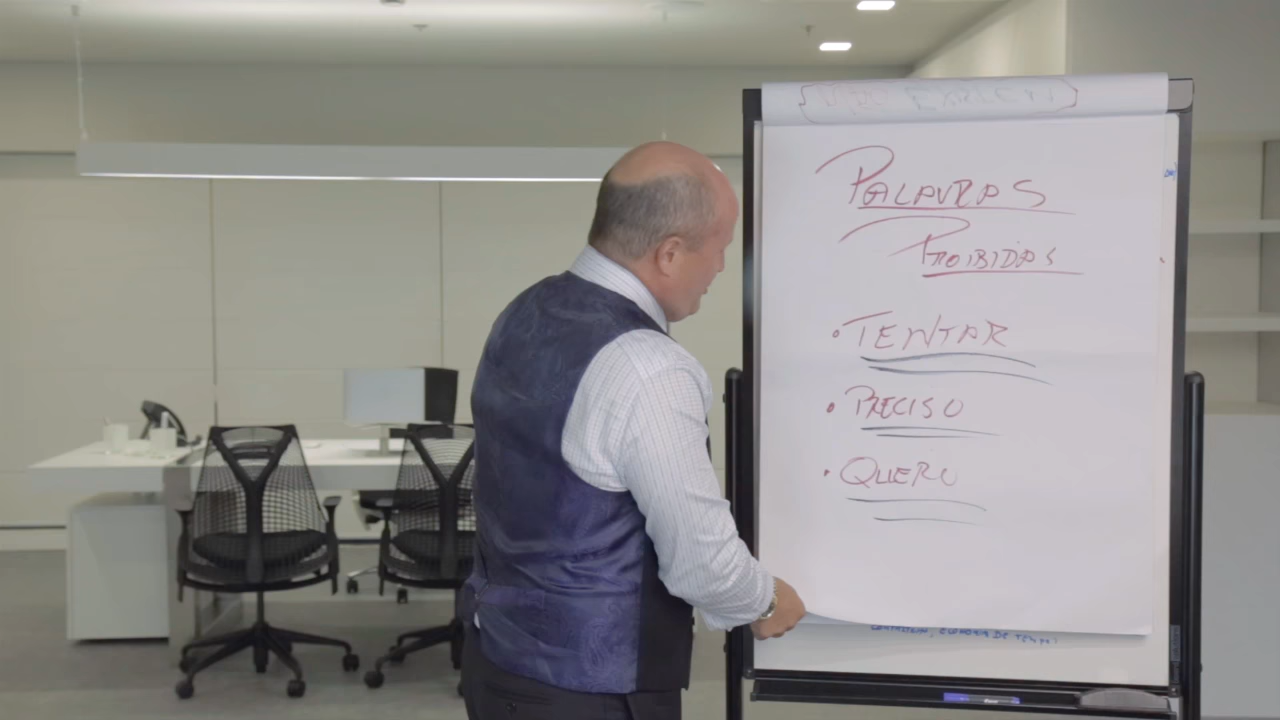 PALAVRAS
PROIBIDAS
• TENTAR
• PRECISO
• QUERO